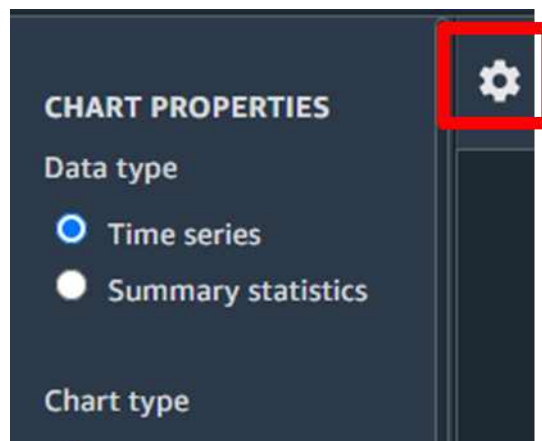 CHART PROPERTIES
Data type
Time series
Summary statistics
Chart type